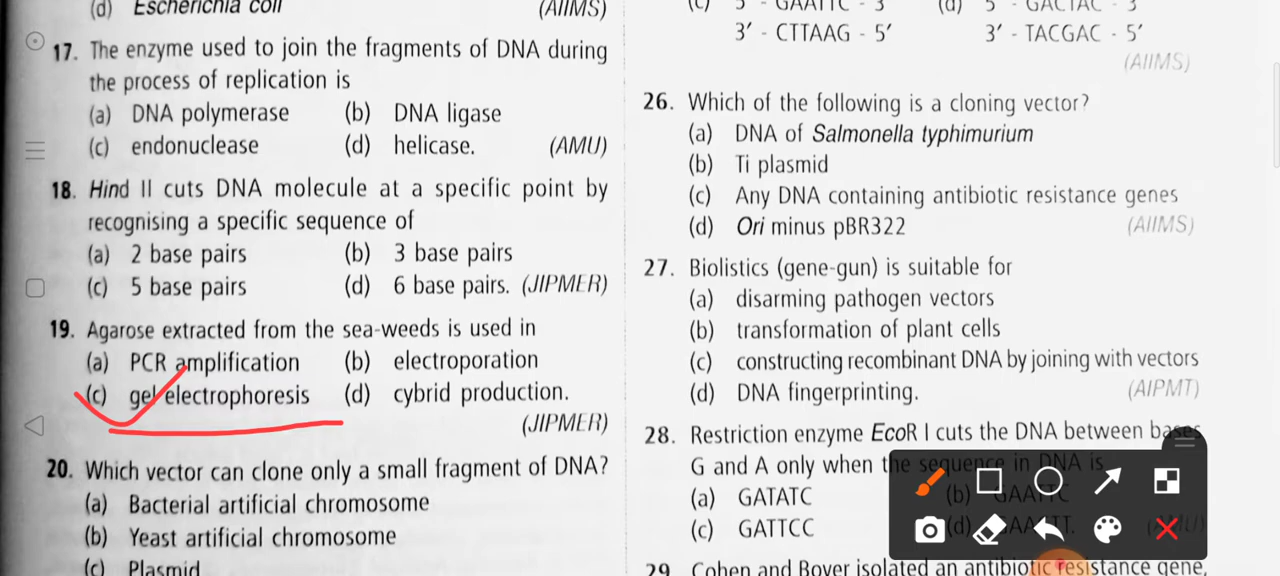 (d) Escherichia coli (AIIMS)
17. The enzyme used to join the fragments of DNA during
the process of replication is
(a) DNA polymerase (b) DNA ligase
(c) endonuclease (d) helicase. (AMU)
18. Hind II cuts DNA molecule at a specific point by
recognising a specific sequence of
(a) 2 base pairs (b) 3 base pairs
(c) 5 base pairs (d) 6 base pairs. (JIPMER)
19. Agarose extracted from the sea-weeds is used in
(a) PCR amplification (b) electroporation
(c) gel electrophoresis (d) cybrid production.
(JIPMER)
20. Which vector can clone only a small fragment of DNA?
(a) Bacterial artificial chromosome
(b) Yeast artificial chromosome
(c) Plasmid
(c) 5′ - GAATTC - 3′ (d) 5′ - GACTAC - 3′
3′ - CTTAAG - 5′ 3′ - TACGAC - 5′
(AIIMS)
26. Which of the following is a cloning vector?
(a) DNA of Salmonella typhimurium
(b) Ti plasmid
(c) Any DNA containing antibiotic resistance genes
(d) Ori minus pBR322 (AIIMS)
27. Biolistics (gene-gun) is suitable for
(a) disarming pathogen vectors
(b) transformation of plant cells
(c) constructing recombinant DNA by joining with vectors
(d) DNA fingerprinting. (AIPMT)
28. Restriction enzyme EcoR I cuts the DNA between bases
G and A only when the sequence in DNA is
(a) GATATC (b) GAATTC
(c) GATTCC (d)
29. Cohen and Boyer isolated an antibiotic resistance gene,